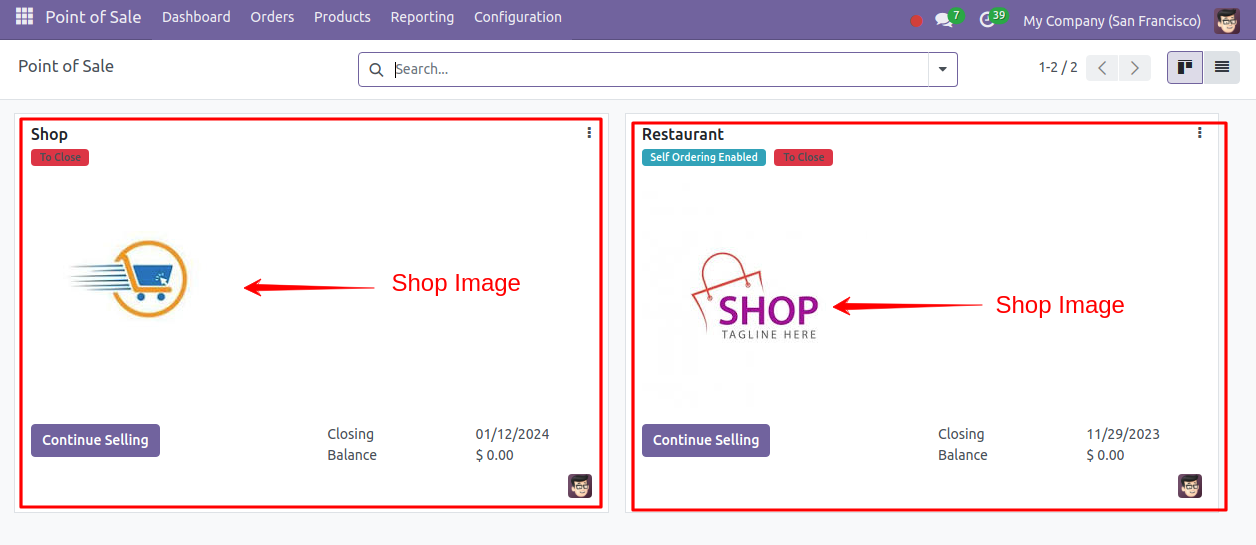 Point of Sale Dashboard Orders Products Reporting Configuration 7 39 My Company (San Francisco)
Point of Sale Search... 1-2 / 2
Shop
To Close
Shop Image
Continue Selling Closing 01/12/2024
Balance $ 0.00
Restaurant
Self Ordering Enabled To Close
SHOP
TAGLINE HERE
Shop Image
Continue Selling Closing 11/29/2023
Balance $ 0.00